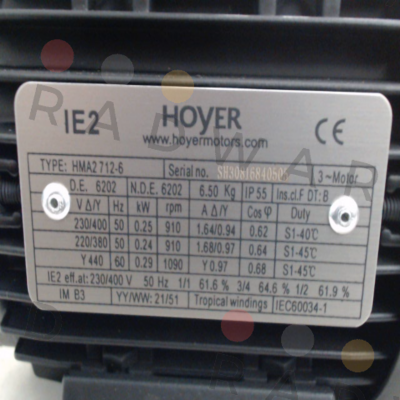 IE2 HOYER CE
www.hoyermotors.com
TYPE: HMA2 712-6 Serial no. 3~Motor
D.E. 6202 N.D.E. 6202 6.50 Kg IP 55 Ins.cl.F DT: B
V Δ/Y Hz kW rpm A Δ/Y Cos φ Duty
230/400 50 0.25 910 1.64/0.94 0.62 S1-40°C
220/380 50 0.24 910 1.68/0.97 0.64 S1-45°C
Y 440 60 0.29 1090 Y 0.97 0.68 S1-45°C
IE2 eff.at: 230/400 V 50 Hz 1/1 61.6 % 3/4 64.6 % 1/2 61.9 %
IM B3 YY/WW: 21/51 Tropical windings IEC60034-1
RADWAG